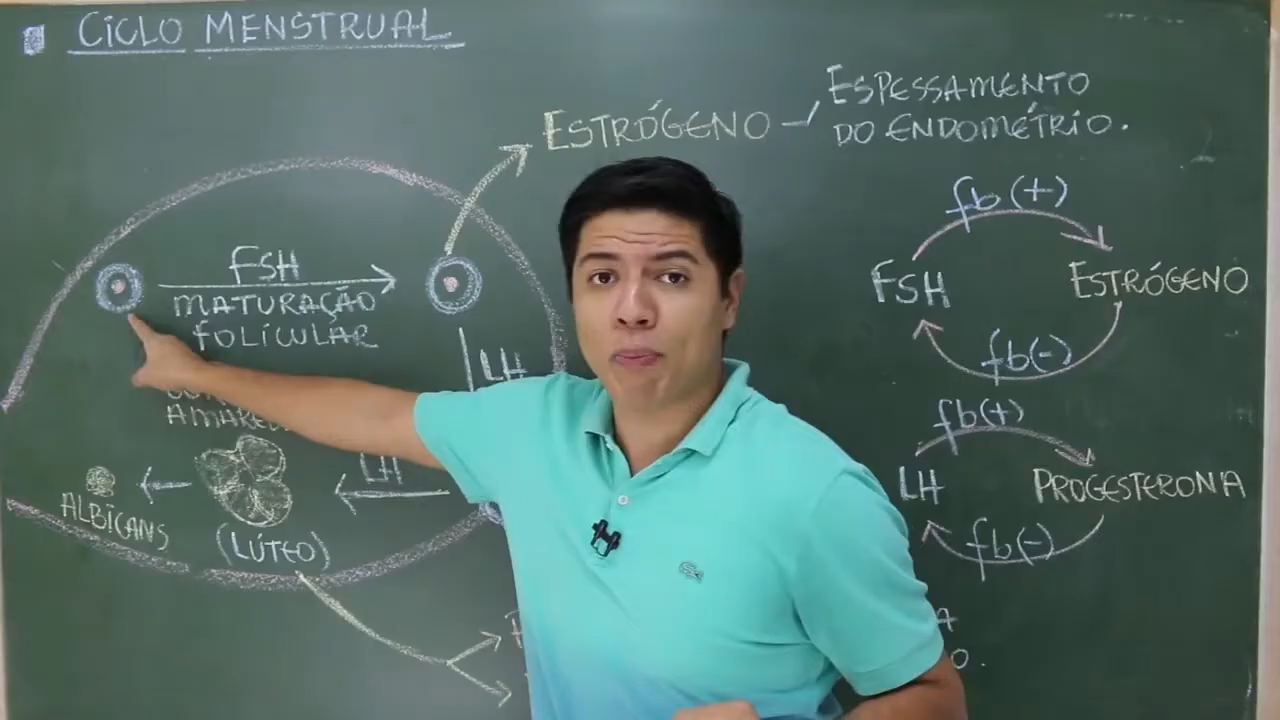 CICLO MENSTRUAL
ESTRÓGENO
ESPESSAMENTO
DO ENDOMÉTRIO.
FSH
MATURAÇÃO
FOLICULAR
LH
LH
ALBICANS
(LÚTEO)
fb(+)
FSH
ESTRÓGENO
fb(-)
fb(+)
LH
PROGESTERONA
fb(-)